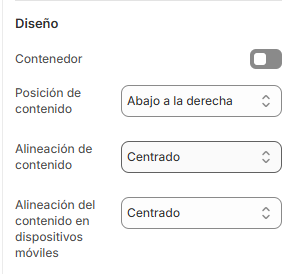 Diseño
Contenedor
Posición de
contenido
Abajo a la derecha
Alineación de
contenido
Centrado
Alineación del
contenido en
dispositivos
móviles
Centrado